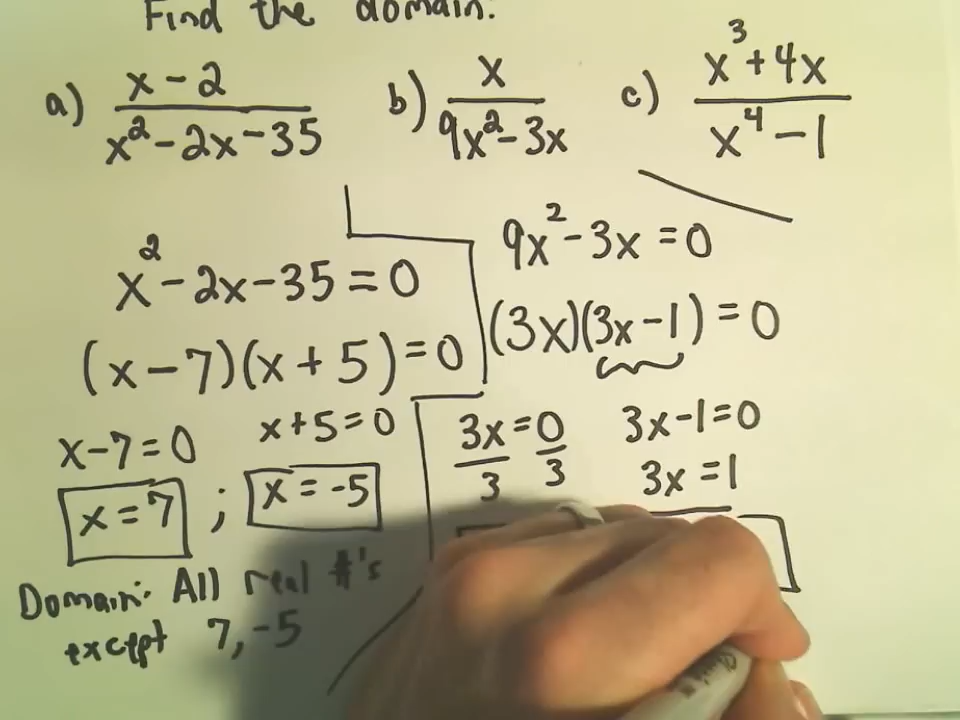 Find the domain:
a) (x-2)/(x²-2x-35) b) x/(9x²-3x) c) (x³+4x)/(x⁴-1)
x²-2x-35=0
(x-7)(x+5)=0
x-7=0 x+5=0
x=7 ; x=-5
Domain: All real #'s
except 7,-5
9x²-3x=0
(3x)(3x-1)=0
3x/3=0/3 3x-1=0
3x=1